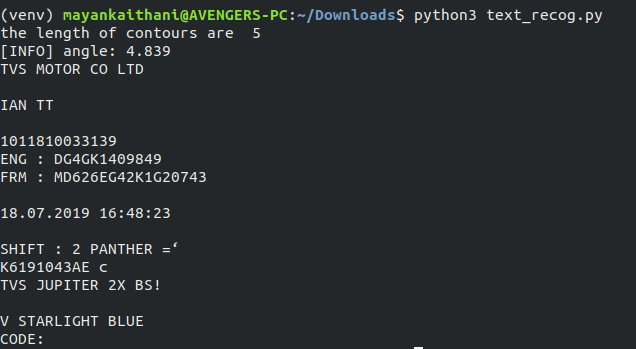 (venv) mayankaithani@AVENGERS-PC:~/Downloads$ python3 text_recog.py
the length of contours are  5
[INFO] angle: 4.839
TVS MOTOR CO LTD
IAN TT
1011810033139
ENG : DG4GK1409849
FRM : MD626EG42K1G20743
18.07.2019 16:48:23
SHIFT : 2 PANTHER =‘
K6191043AE c
TVS JUPITER 2X BS!
V STARLIGHT BLUE
CODE: